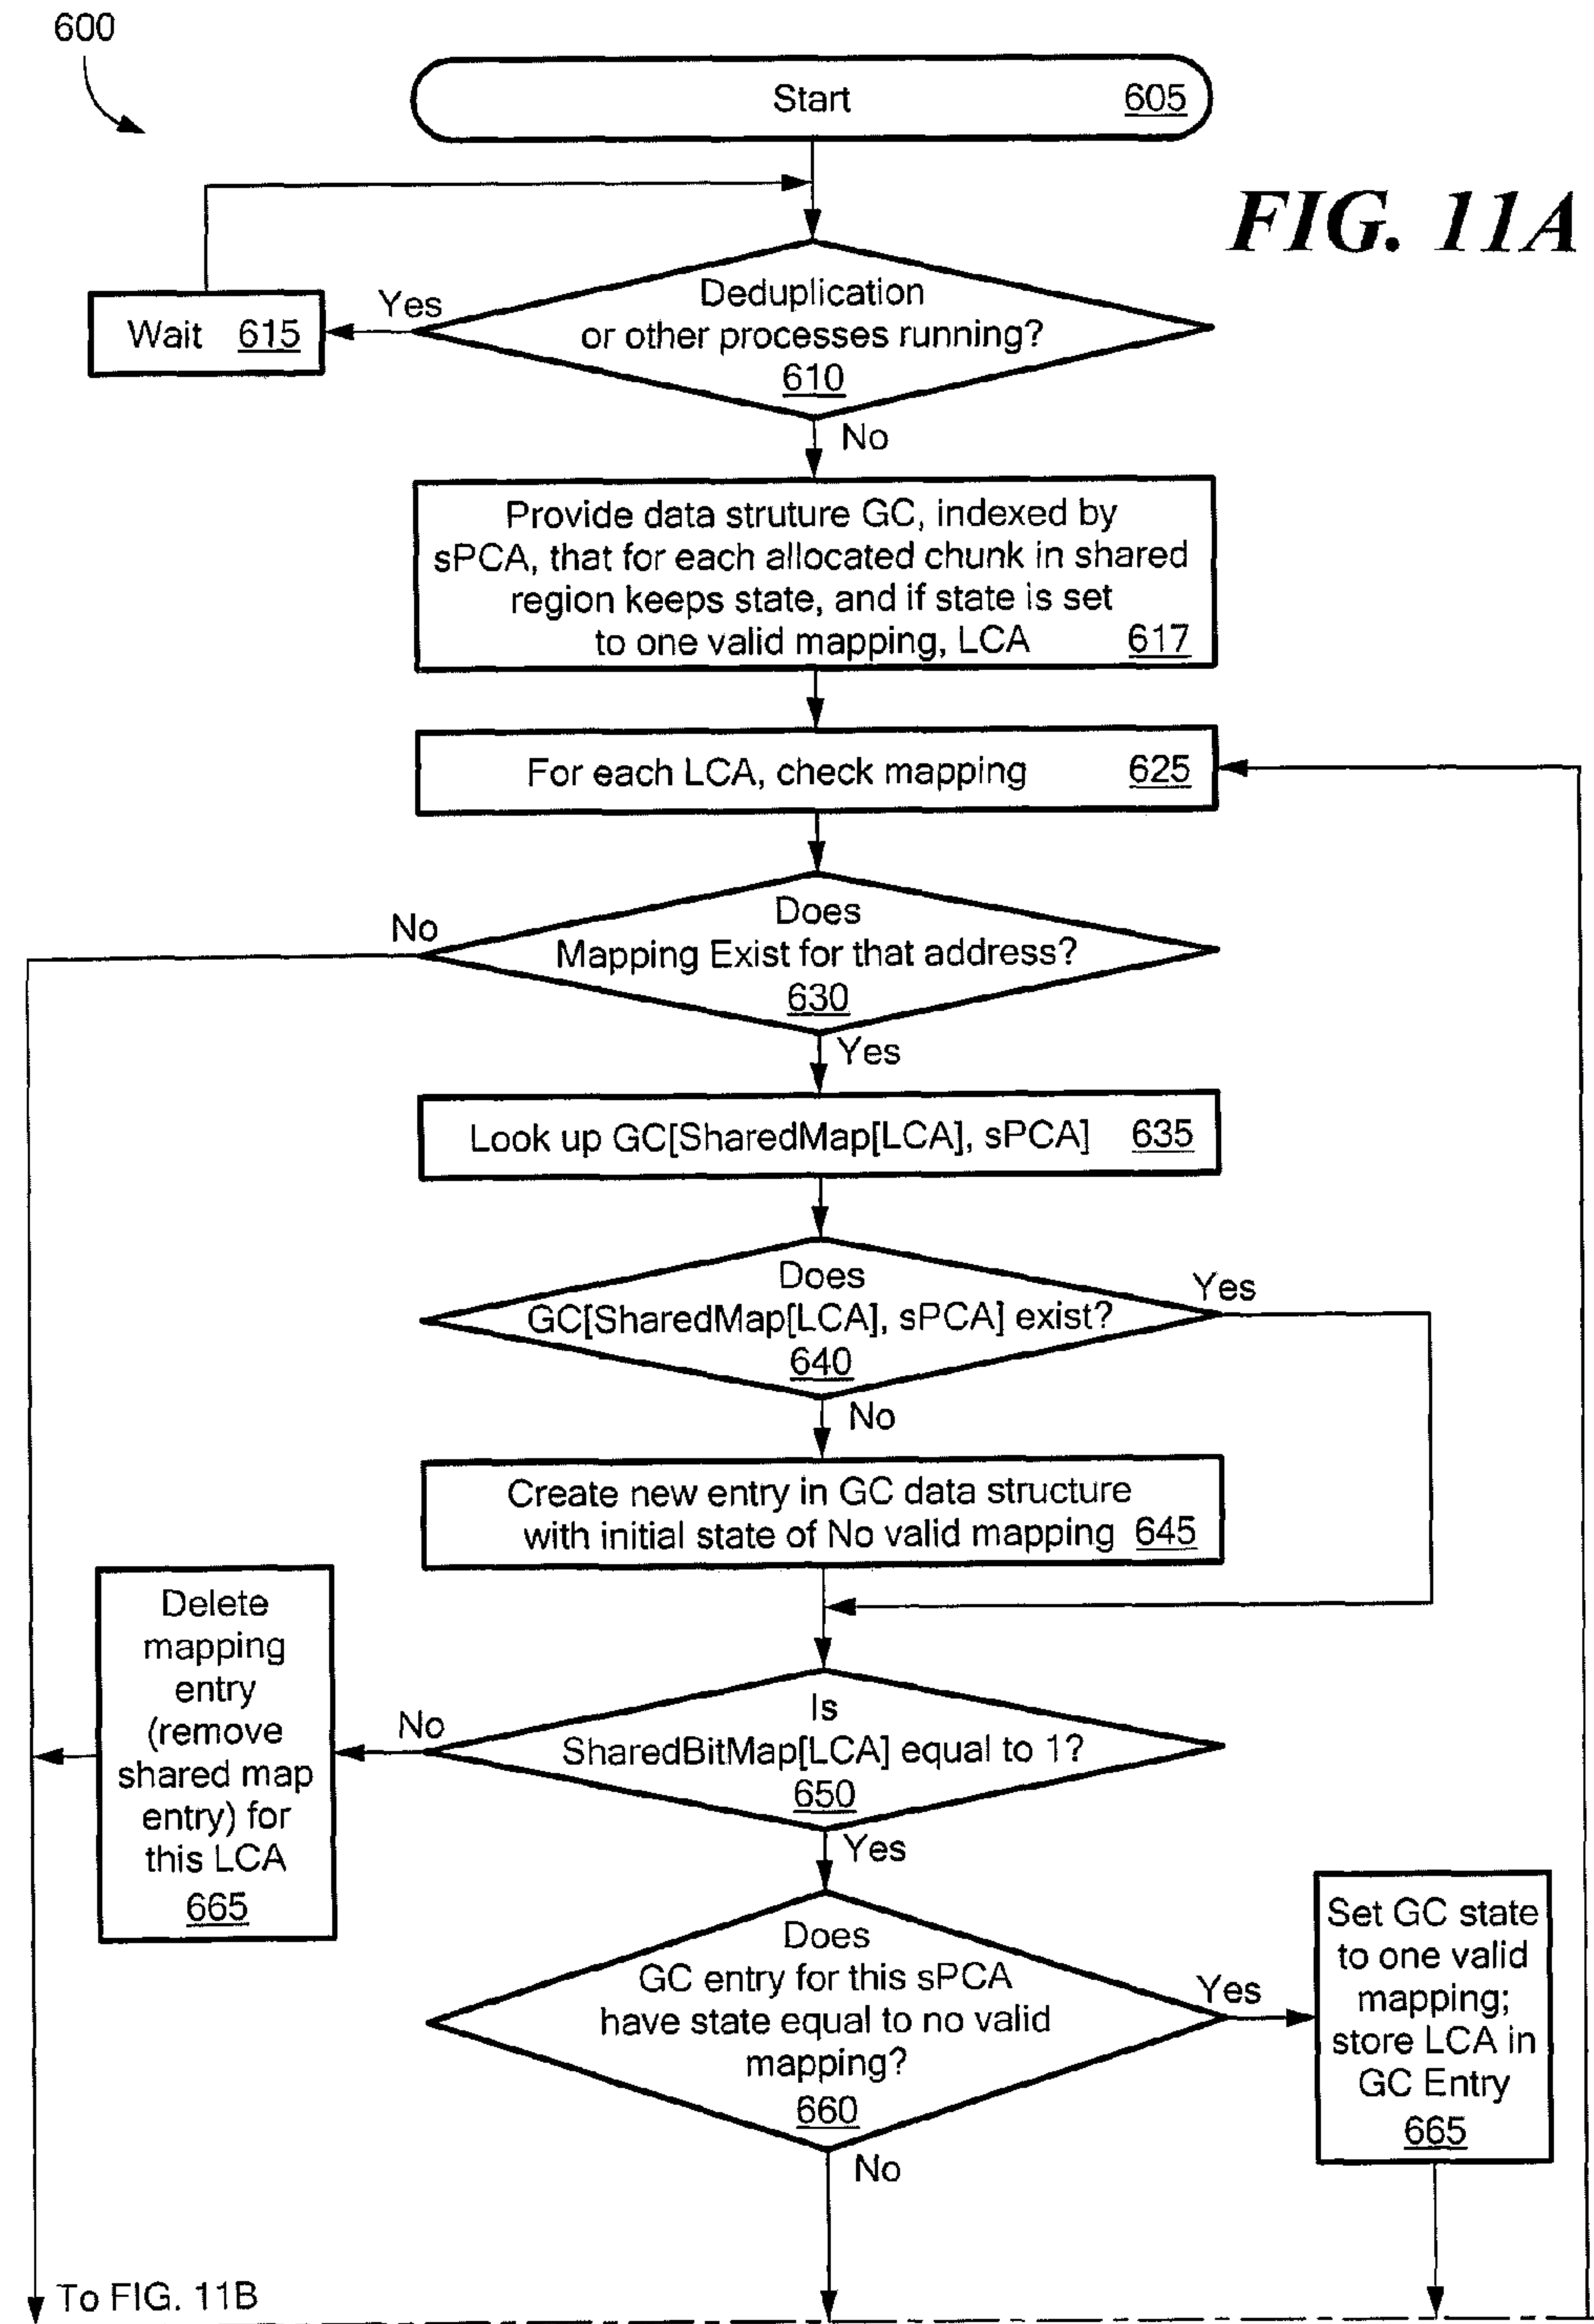 600
Start 605
FIG. 11A
Deduplication
or other processes running?
610
Yes
Wait 615
No
Provide data struture GC, indexed by
sPCA, that for each allocated chunk in shared
region keeps state, and if state is set
to one valid mapping, LCA 617
For each LCA, check mapping 625
Does
Mapping Exist for that address?
630
No
Yes
Look up GC[SharedMap[LCA], sPCA] 635
Does
GC[SharedMap[LCA], sPCA] exist?
640
Yes
No
Create new entry in GC data structure
with initial state of No valid mapping 645
Is
SharedBitMap[LCA] equal to 1?
650
No
Delete
mapping
entry
(remove
shared map
entry) for
this LCA
665
Yes
Does
GC entry for this sPCA
have state equal to no valid
mapping?
660
Yes
Set GC state
to one valid
mapping;
store LCA in
GC Entry
665
No
To FIG. 11B